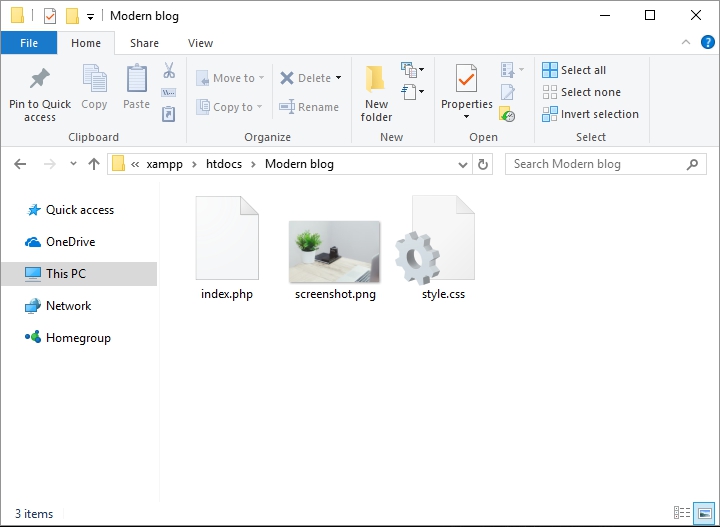 Modern blog
File Home Share View
Pin to Quick access
Copy
Paste
Move to
Copy to
Delete
Rename
New folder
Properties
Select all
Select none
Invert selection
Clipboard Organize New Open Select
« xampp > htdocs > Modern blog
Search Modern blog
Quick access
OneDrive
This PC
Network
Homegroup
index.php screenshot.png style.css
3 items